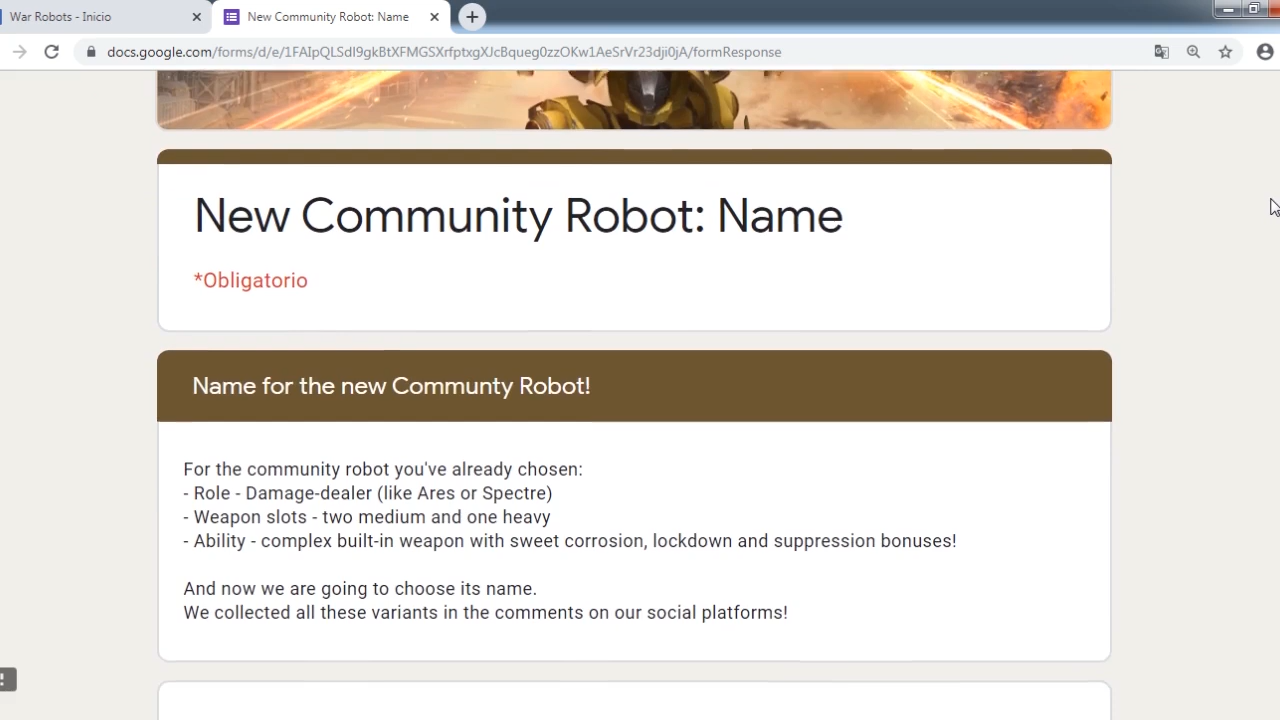 War Robots - Inicio
New Community Robot: Name
docs.google.com/forms/d/e/1FAIpQLSdI9gkBtXFMGSXrfptxgXJcBqueg0zzOKw1AeSrVr23dji0jA/formResponse
New Community Robot: Name
*Obligatorio
Name for the new Communty Robot!
For the community robot you've already chosen:
- Role - Damage-dealer (like Ares or Spectre)
- Weapon slots - two medium and one heavy
- Ability - complex built-in weapon with sweet corrosion, lockdown and suppression bonuses!
And now we are going to choose its name.
We collected all these variants in the comments on our social platforms!